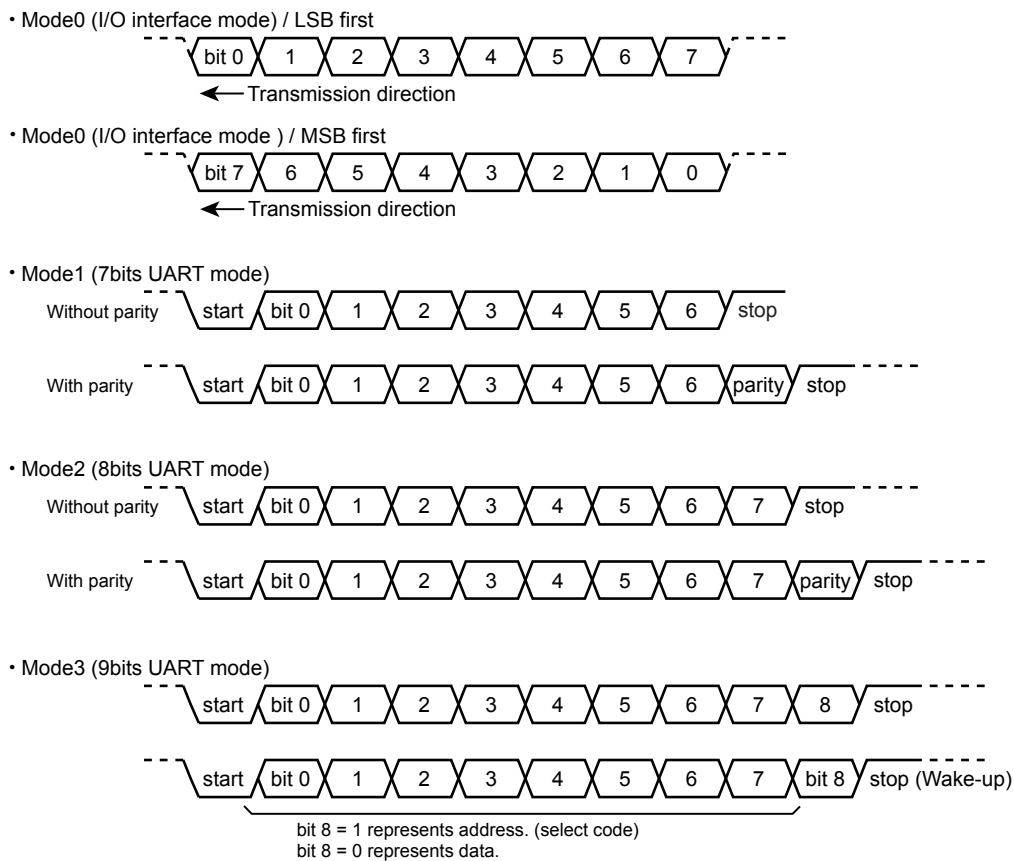 ・Mode0 (I/O interface mode) / LSB first
bit 0 1 2 3 4 5 6 7
Transmission direction
・Mode0 (I/O interface mode ) / MSB first
bit 7 6 5 4 3 2 1 0
Transmission direction
・Mode1 (7bits UART mode)
Without parity start bit 0 1 2 3 4 5 6 stop
With parity start bit 0 1 2 3 4 5 6 parity stop
・Mode2 (8bits UART mode)
Without parity start bit 0 1 2 3 4 5 6 7 stop
With parity start bit 0 1 2 3 4 5 6 7 parity stop
・Mode3 (9bits UART mode)
start bit 0 1 2 3 4 5 6 7 8 stop
start bit 0 1 2 3 4 5 6 7 bit 8 stop (Wake-up)
bit 8 = 1 represents address. (select code)
bit 8 = 0 represents data.